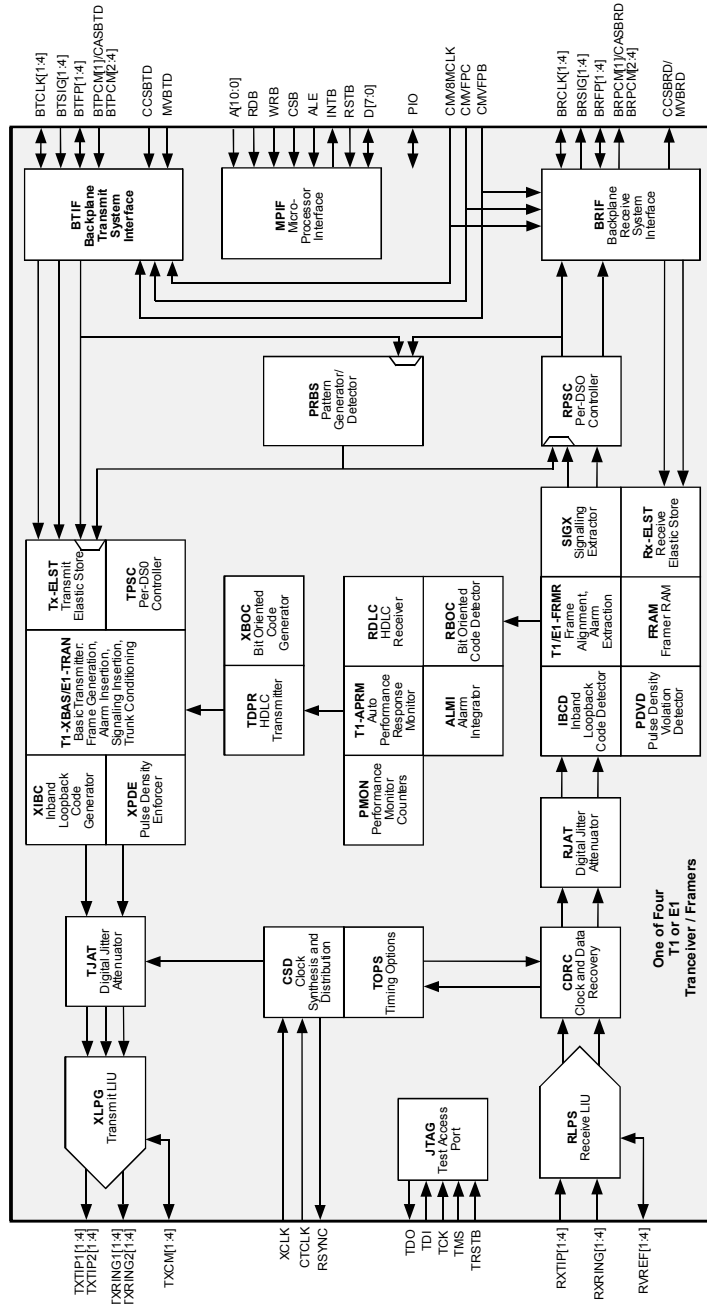 TXTIP1[1:4]
TXTIP2[1:4]
TXRING1[1:4]
TXRING2[1:4]
TXCM[1:4]
XLPG
Transmit LIU
TJAT
Digital Jitter
Attenuator
XIBC
Inband
Loopback
Code
Generator
XPDE
Pulse Density
Enforcer
T1-XBAS/E1-TRAN
BasicTransmitter:
Frame Generation,
Alarm Insertion,
Signaling Insertion,
Trunk Conditioning
Tx-ELST
Transmit
Elastic Store
TPSC
Per-DS0
Controller
BTIF
Backplane
Transmit
System
Interface
BTCLK[1:4]
BTSIG[1:4]
BTFP[1:4]
BTPCM[1]/CASBTD
BTPCM[2:4]
CCSBTD
MVBTD
XCLK
CTCLK
RSYNC
CSD
Clock
Synthesis and
Distribution
TOPS
Timing Options
TDPR
HDLC
Transmitter
XBOC
Bit Oriented
Code
Generator
PMON
Performance
Monitor
Counters
T1-APRM
Auto
Performance
Response
Monitor
RDLC
HDLC
Receiver
ALMI
Alarm
Integrator
RBOC
Bit Oriented
Code Detector
PRBS
Pattern
Generator/
Detector
MPIF
Micro-
Processor
Interface
A[10:0]
RDB
WRB
CSB
ALE
INTB
RSTB
D[7:0]
PIO
CMV8MCLK
CMVFPC
CMVFPB
TDO
TDI
TCK
TMS
TRSTB
JTAG
Test Access
Port
RXTIP[1:4]
RXRING[1:4]
RVREF[1:4]
RLPS
Receive LIU
CDRC
Clock and Data
Recovery
RJAT
Digital Jitter
Attenuator
IBCD
Inband
Loopback
Code Detector
PDVD
Pulse Density
Violation
Detector
T1/E1-FRMR
Frame
Alignment,
Alarm
Extraction
FRAM
Framer RAM
SIGX
Signalling
Extractor
Rx-ELST
Receive
Elastic Store
RPSC
Per-DSO
Controller
BRIF
Backplane
Receive
System
Interface
BRCLK[1:4]
BRSIG[1:4]
BRFP[1:4]
BRPCM[1]/CASBRD
BRPCM[2:4]
CCSBRD/
MVBRD
One of Four
T1 or E1
Tranceiver / Framers